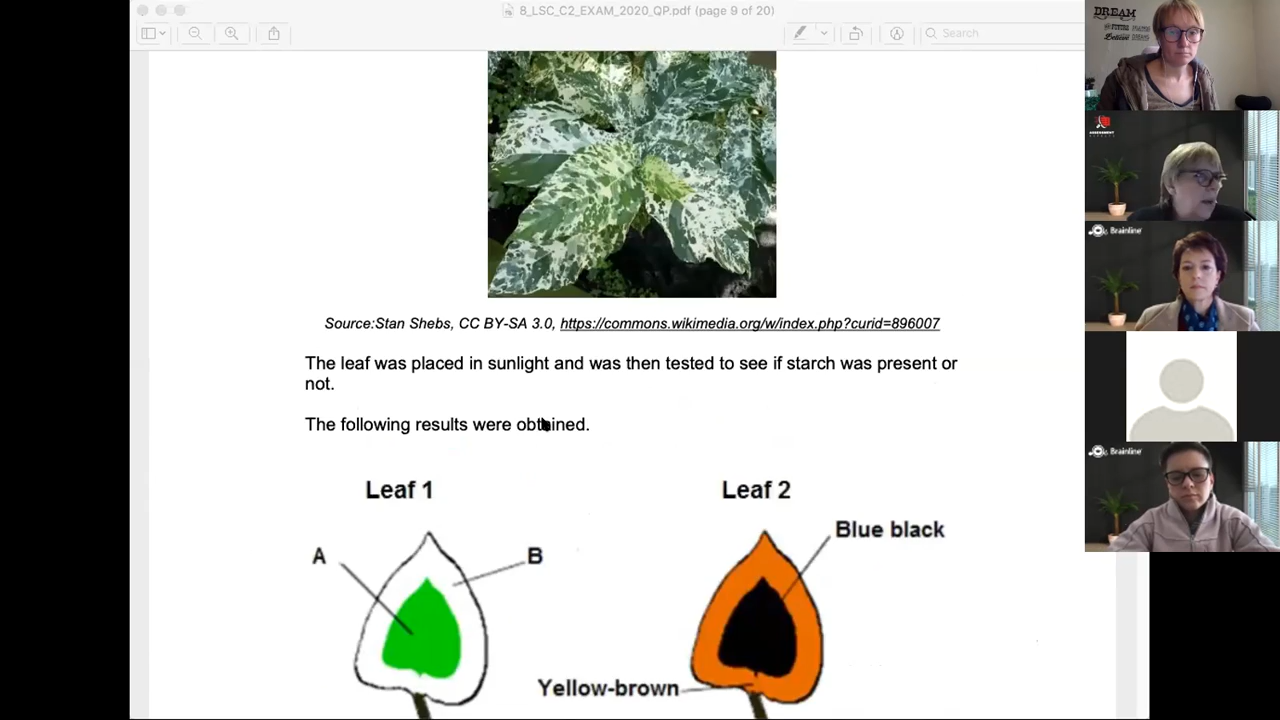 8_LSC_C2_EXAM_2020_QP.pdf (page 9 of 20)
Search
Source:Stan Shebs, CC BY-SA 3.0, https://commons.wikimedia.org/w/index.php?curid=896007
The leaf was placed in sunlight and was then tested to see if starch was present or
not.
The following results were obtained.
Leaf 1
Leaf 2
Blue black
A
B
Yellow-brown
DREAM
Believe
Brainline
Brainline